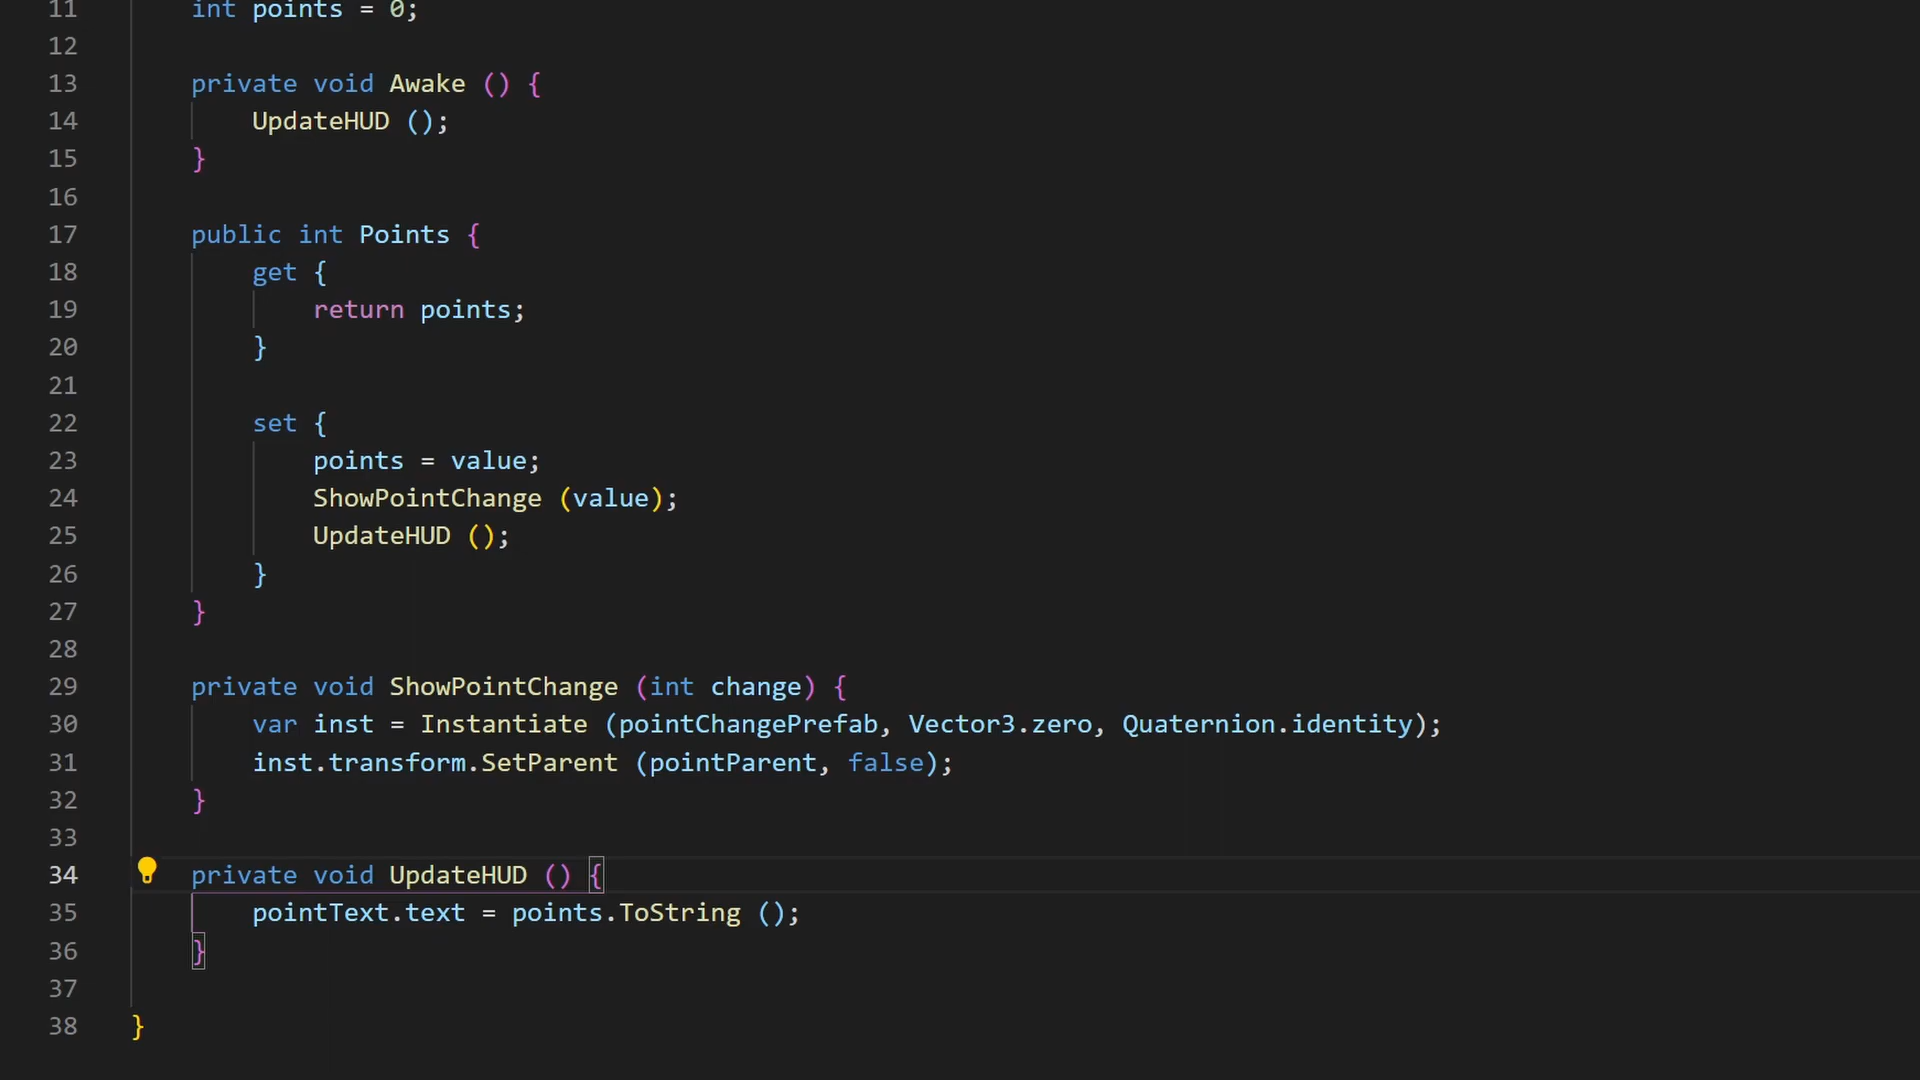 11 int points = 0;
12
13 private void Awake () {
14 UpdateHUD ();
15 }
16
17 public int Points {
18 get {
19 return points;
20 }
21
22 set {
23 points = value;
24 ShowPointChange (value);
25 UpdateHUD ();
26 }
27 }
28
29 private void ShowPointChange (int change) {
30 var inst = Instantiate (pointChangePrefab, Vector3.zero, Quaternion.identity);
31 inst.transform.SetParent (pointParent, false);
32 }
33
34 private void UpdateHUD () {
35 pointText.text = points.ToString ();
36 }
37
38 }